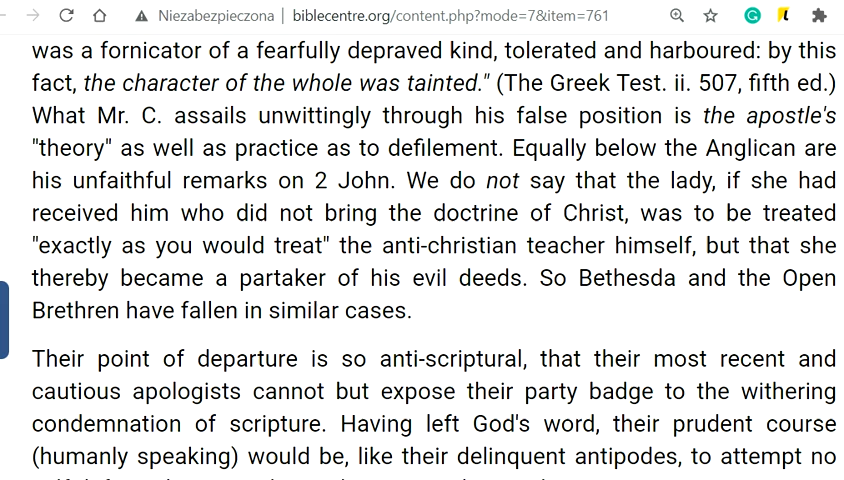 Niezabezpieczona | biblecentre.org/content.php?mode=7&item=761
was a fornicator of a fearfully depraved kind, tolerated and harboured: by this
fact, the character of the whole was tainted." (The Greek Test. ii. 507, fifth ed.)
What Mr. C. assails unwittingly through his false position is the apostle's
"theory" as well as practice as to defilement. Equally below the Anglican are
his unfaithful remarks on 2 John. We do not say that the lady, if she had
received him who did not bring the doctrine of Christ, was to be treated
"exactly as you would treat" the anti-christian teacher himself, but that she
thereby became a partaker of his evil deeds. So Bethesda and the Open
Brethren have fallen in similar cases.
Their point of departure is so anti-scriptural, that their most recent and
cautious apologists cannot but expose their party badge to the withering
condemnation of scripture. Having left God's word, their prudent course
(humanly speaking) would be, like their delinquent antipodes, to attempt no